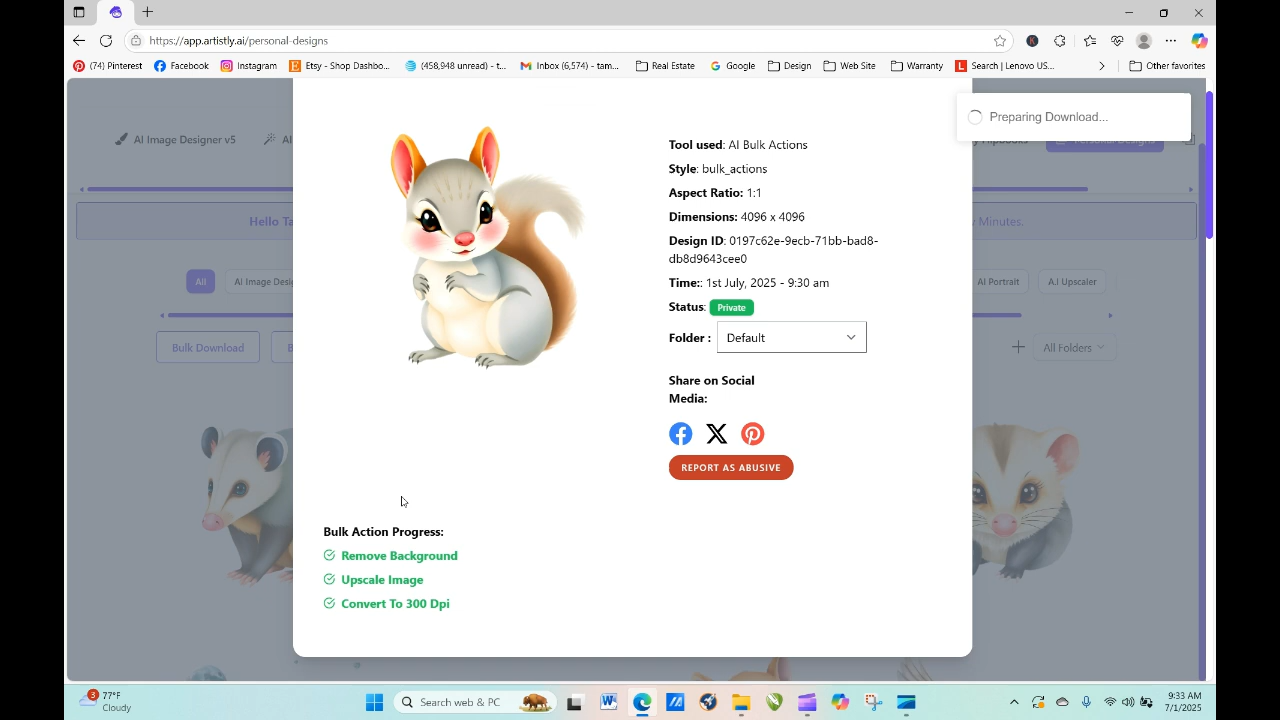 https://app.artistly.ai/personal-designs
(74) Pinterest
Facebook
Instagram
Etsy - Shop Dashbo...
(458,948 unread) - t...
Inbox (6,574) - tam...
Real Estate
Google
Design
Web Site
Warranty
Search | Lenovo US...
Other favorites
Preparing Download...
AI Image Designer v5
AI
Personal Designs
Hello Ta
Minutes.
All
AI Image Desig
AI Portrait
A.I Upscaler
Bulk Download
B
All Folders
Tool used: AI Bulk Actions
Style: bulk_actions
Aspect Ratio: 1:1
Dimensions: 4096 x 4096
Design ID: 0197c62e-9ecb-71bb-bad8-
db8d9643cee0
Time:: 1st July, 2025 - 9:30 am
Status: Private
Folder : Default
Share on Social
Media:
REPORT AS ABUSIVE
Bulk Action Progress:
Remove Background
Upscale Image
Convert To 300 Dpi
3
77°F
Cloudy
Search web & PC
9:33 AM
7/1/2025